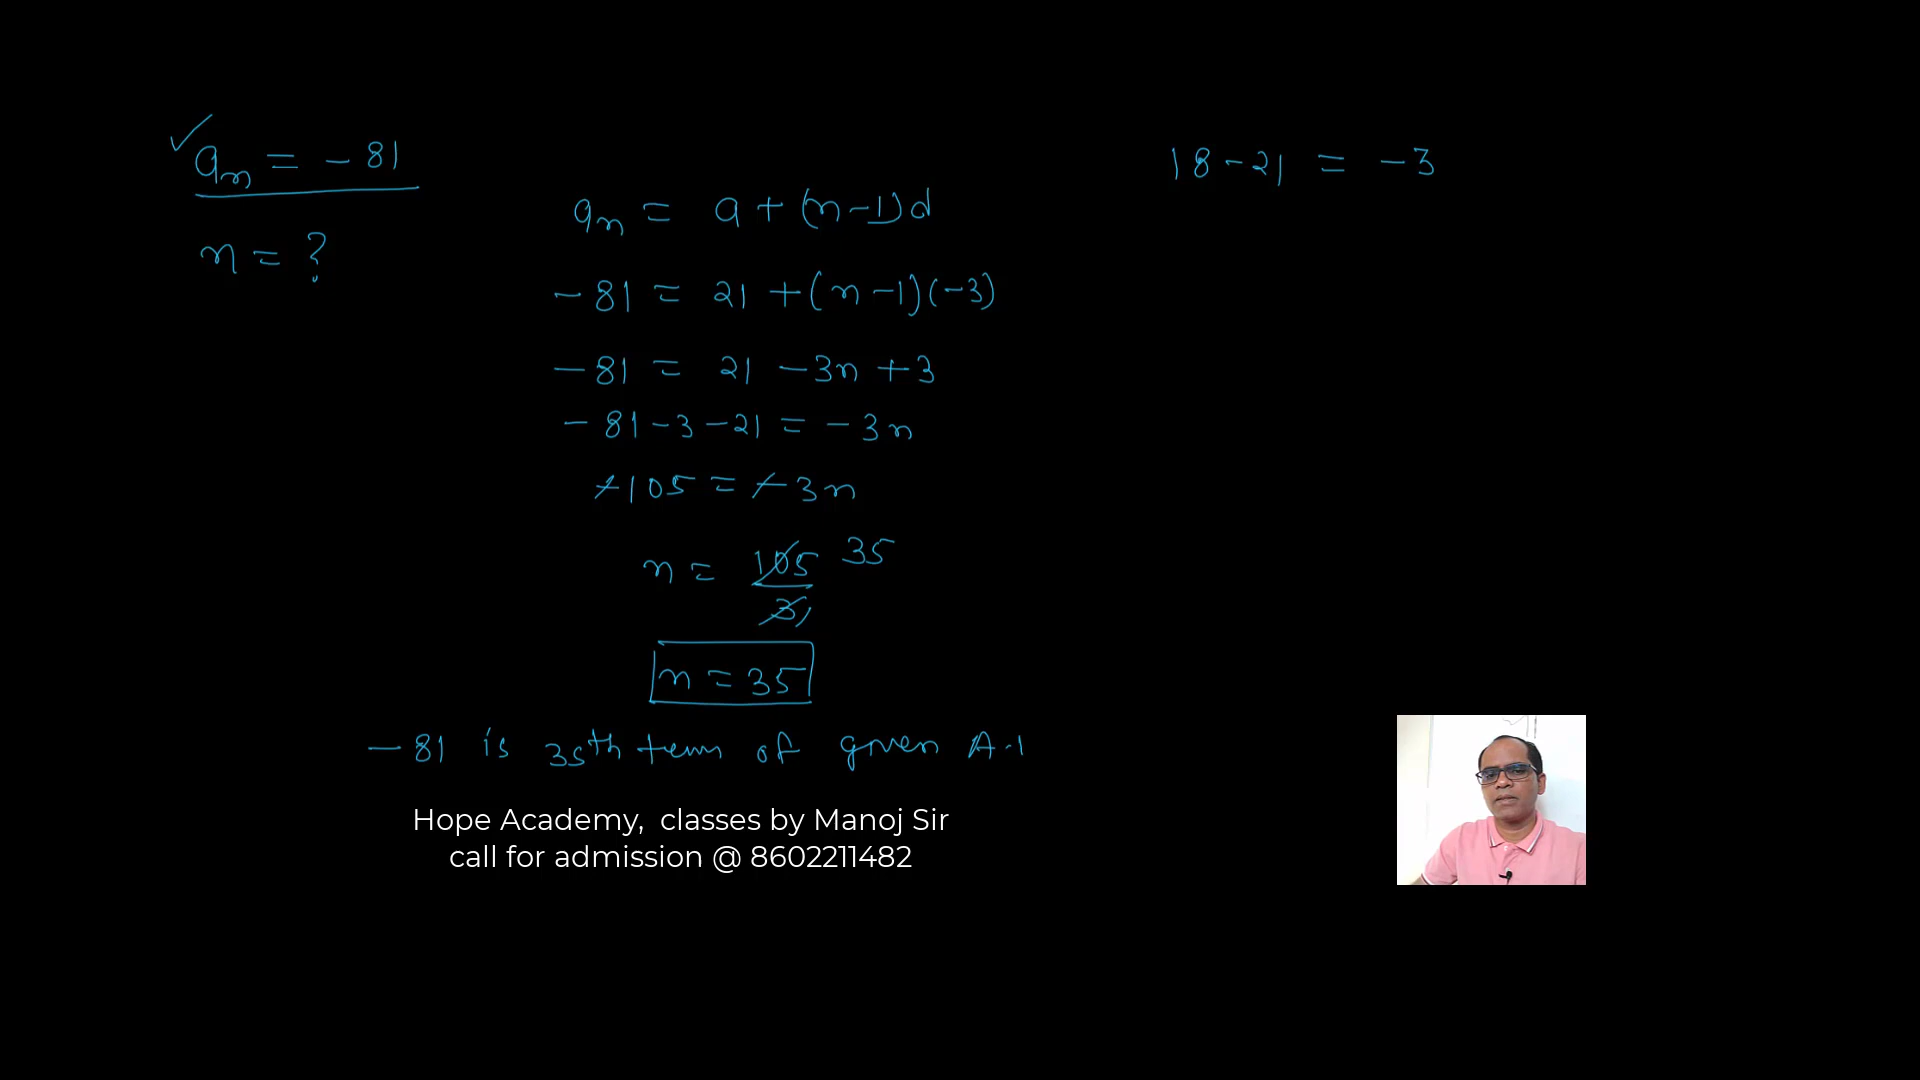 aₙ = -81
n = ?
18-21 = -3
aₙ = a + (n-1)d
-81 = 21 + (n-1)(-3)
-81 = 21 -3n +3
-81-3-21 = -3n
-105 = -3n
n = 105/3 35
n = 35
-81 is 35th term of given A.
Hope Academy, classes by Manoj Sir
call for admission @ 8602211482